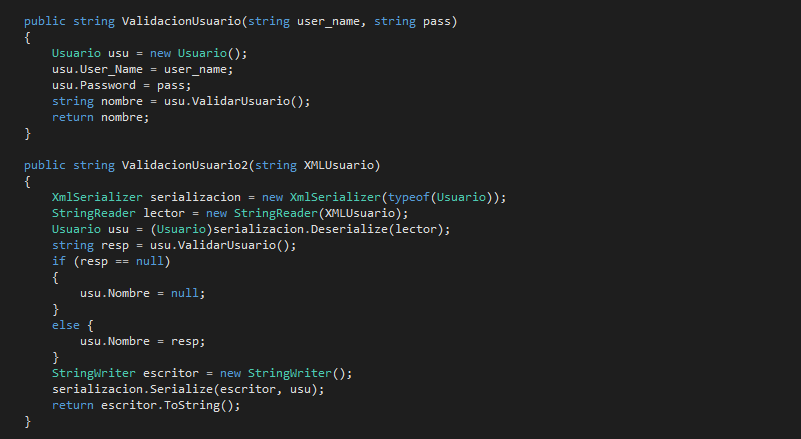 public string ValidacionUsuario(string user_name, string pass)
{
Usuario usu = new Usuario();
usu.User_Name = user_name;
usu.Password = pass;
string nombre = usu.ValidarUsuario();
return nombre;
}
public string ValidacionUsuario2(string XMLUsuario)
{
XmlSerializer serializacion = new XmlSerializer(typeof(Usuario));
StringReader lector = new StringReader(XMLUsuario);
Usuario usu = (Usuario)serializacion.Deserialize(lector);
string resp = usu.ValidarUsuario();
if (resp == null)
{
usu.Nombre = null;
}
else {
usu.Nombre = resp;
}
StringWriter escritor = new StringWriter();
serializacion.Serialize(escritor, usu);
return escritor.ToString();
}